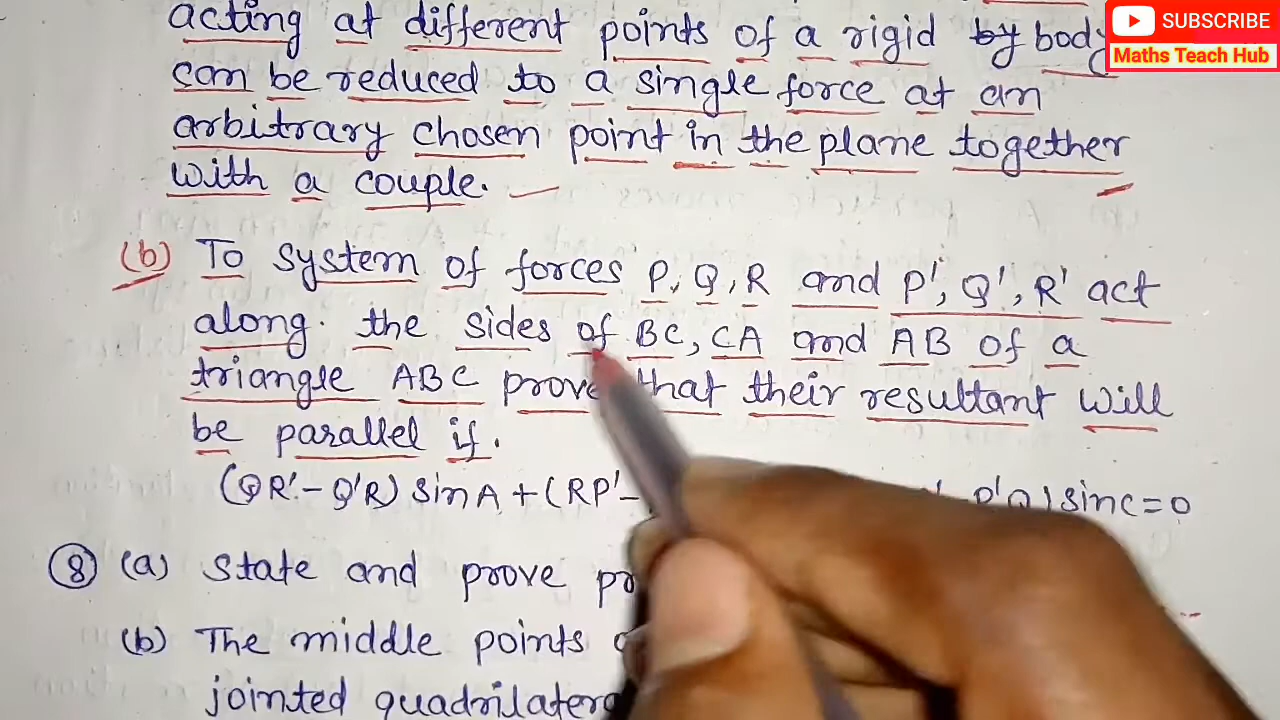 SUBSCRIBE
Maths Teach Hub
acting at different points of a rigid by body
can be reduced to a single force at an
arbitrary chosen point in the plane together
with a couple.
(b) To system of forces P, Q, R and P', Q', R' act
along. the sides of BC, CA and AB of a
triangle ABC prove that their resultant will
be parallel if.
(QR'- Q'R) sin A + (RP'- P'Q) sinc = 0
(8) (a) State and prove
(b) The middle points
jointed quadrilatera